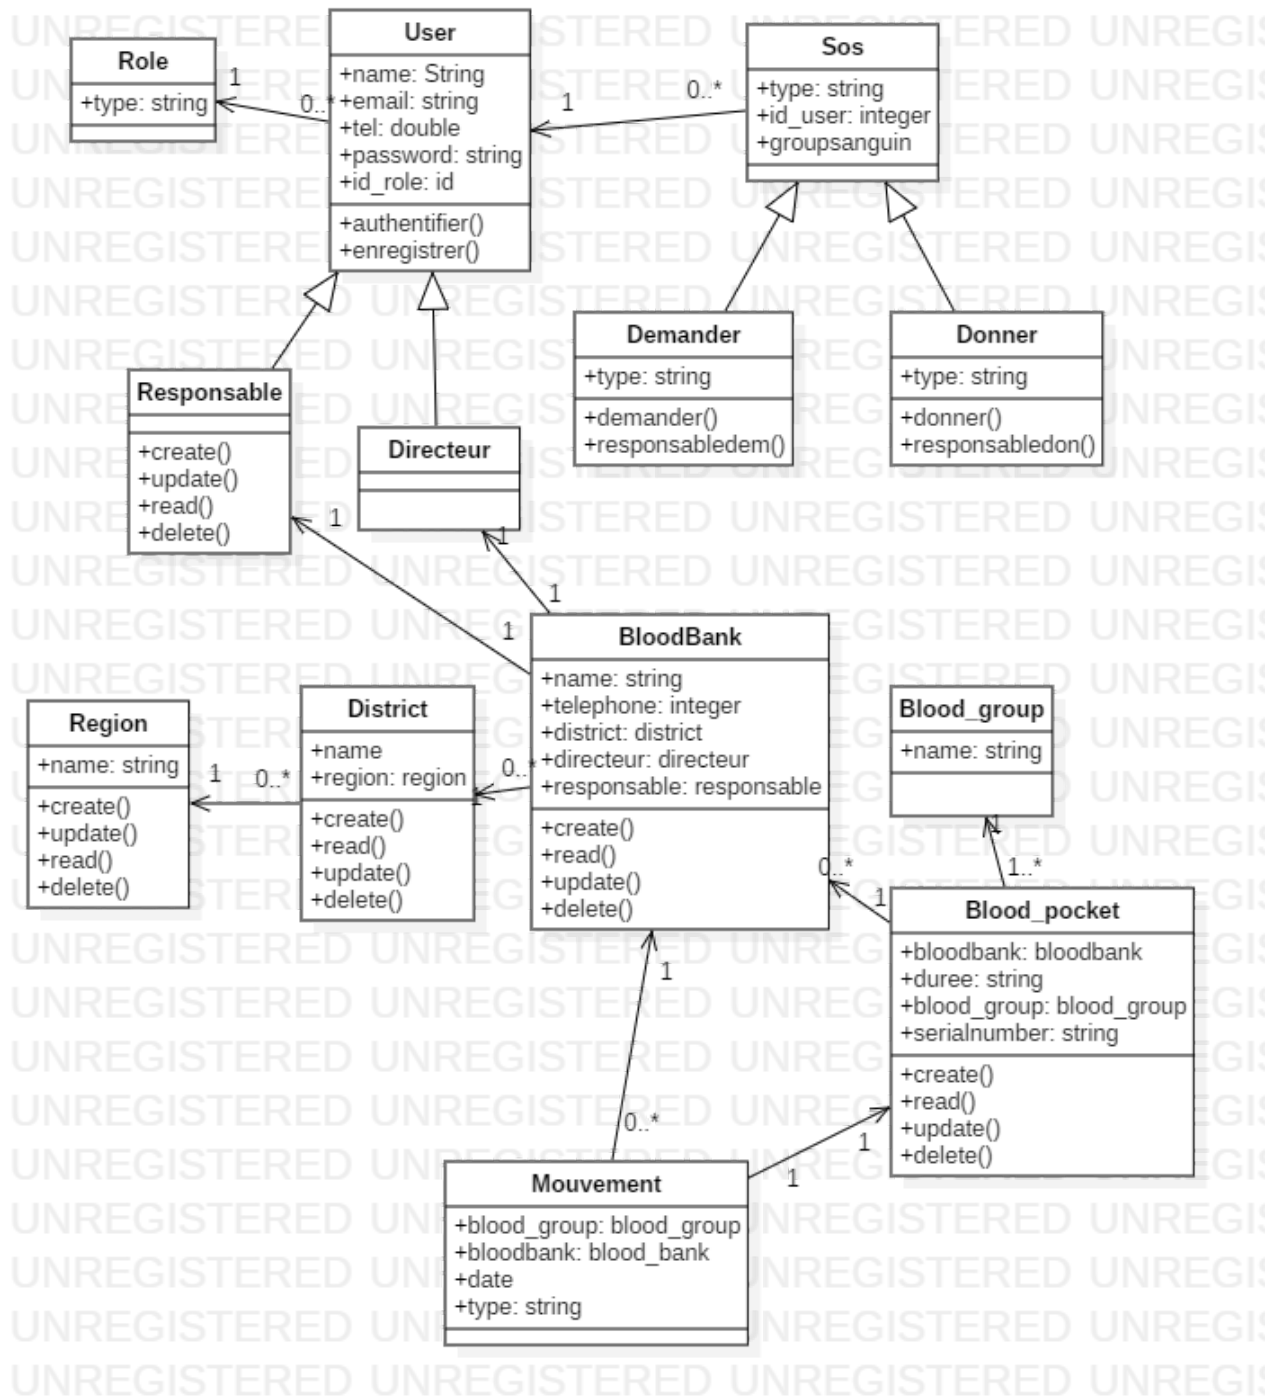 Role
+type: string
1
0..*
User
+name: String
+email: string
+tel: double
+password: string
+id_role: id
+authentifier()
+enregistrer()
1
0..*
Sos
+type: string
+id_user: integer
+groupsanguin
Responsable
+create()
+update()
+read()
+delete()
Directeur
Demander
+type: string
+demander()
+responsabledem()
Donner
+type: string
+donner()
+responsabledon()
1
1
1
1
BloodBank
+name: string
+telephone: integer
+district: district
+directeur: directeur
+responsable: responsable
+create()
+read()
+update()
+delete()
Region
+name: string
+create()
+update()
+read()
+delete()
1
0..*
District
+name
+region: region
+create()
+read()
+update()
+delete()
0..*
1
Blood_group
+name: string
1
1..*
0..*
1
Blood_pocket
+bloodbank: bloodbank
+duree: string
+blood_group: blood_group
+serialnumber: string
+create()
+read()
+update()
+delete()
1
0..*
1
1
Mouvement
+blood_group: blood_group
+bloodbank: blood_bank
+date
+type: string
UNREGISTERED UNREGISTERED UNREGISTERED UNREGIS